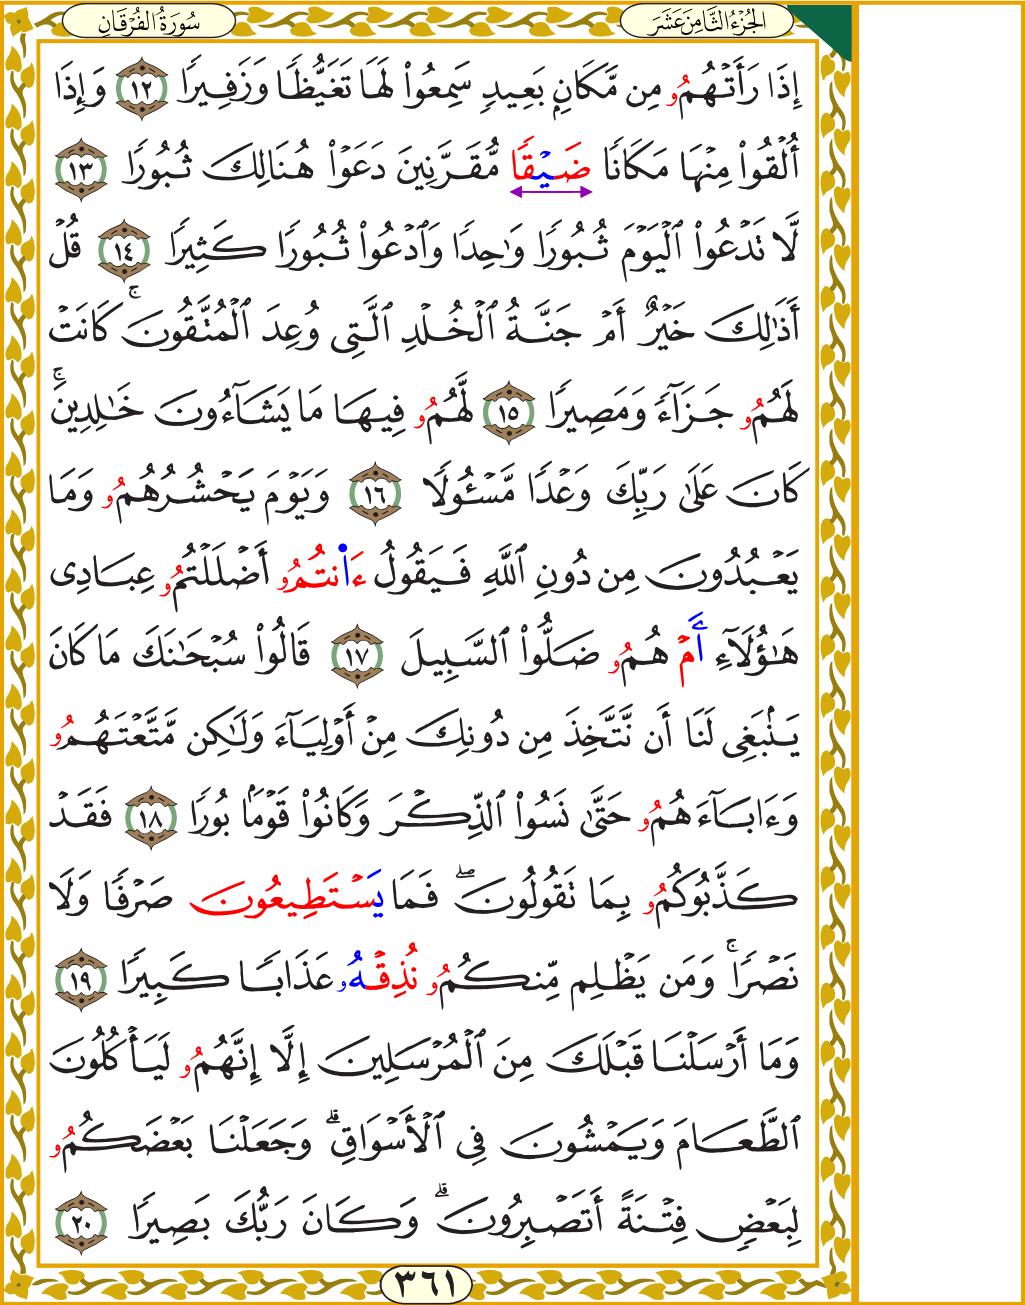 الجُزْءُ الثَّامِنَ عَشَرَ
سُورَةُ الفُرْقَانِ
إِذَا رَأَتْهُمُۥ مِن مَّكَانٍۭ بَعِيدٖ سَمِعُواْ لَهَا تَغَيُّظٗا وَزَفِيرٗا ١٢ وَإِذَا
أُلْقُواْ مِنْهَا مَكَانٗا ضَيْقٗا مُّقَرَّنِينَ دَعَوْاْ هُنَالِكَ ثُبُورٗا ١٣
لَّا تَدْعُواْ ٱلْيَوْمَ ثُبُورٗا وَٰحِدٗا وَٱدْعُواْ ثُبُورٗا كَثِيرٗا ١٤ قُلْ
أَذَٰلِكَ خَيْرٌ أَمْ جَنَّةُ ٱلْخُلْدِ ٱلَّتِى وُعِدَ ٱلْمُتَّقُونَۚ كَانَتْ
لَهُمُۥ جَزَآءٗ وَمَصِيرٗا ١٥ لَّهُمُۥ فِيهَا مَا يَشَآءُونَ خَٰلِدِينَۚ
كَانَ عَلَىٰ رَبِّكَ وَعْدٗا مَّسْـُٔولٗا ١٦ وَيَوْمَ يَحْشُرُهُمُۥ وَمَا
يَعْبُدُونَ مِن دُونِ ٱللَّهِ فَيَقُولُ ءَا۬نتُمُۥ أَضْلَلْتُمُۥ عِبَادِى
هَٰٓؤُلَآءِ أَمْ هُمُۥ ضَلُّواْ ٱلسَّبِيلَ ١٧ قَالُواْ سُبْحَٰنَكَ مَا كَانَ
يَنۢبَغِى لَنَا أَن نَّتَّخِذَ مِن دُونِكَ مِنْ أَوْلِيَآءَ وَلَٰكِن مَّتَّعْتَهُمُۥ
وَءَابَآءَهُمُۥ حَتَّىٰ نَسُواْ ٱلذِّكْرَ وَكَانُواْ قَوْمَۢا بُورٗا ١٨ فَقَدْ
كَذَّبُوكُمُۥ بِمَا تَقُولُونَۖ فَمَا يَسْتَطِيعُونَ صَرْفٗا وَلَا
نَصْرٗاۚ وَمَن يَظْلِم مِّنكُمُۥ نُذِقْهُۥ عَذَابٗا كَبِيرٗا ١٩
وَمَا أَرْسَلْنَا قَبْلَكَ مِنَ ٱلْمُرْسَلِينَ إِلَّا إِنَّهُمُۥ لَيَأْكُلُونَ
ٱلطَّعَامَ وَيَمْشُونَ فِى ٱلْأَسْوَاقِۗ وَجَعَلْنَا بَعْضَكُمُۥ
لِبَعْضٖ فِتْنَةً أَتَصْبِرُونَۗ وَكَانَ رَبُّكَ بَصِيرٗا ٢٠
٣٦١